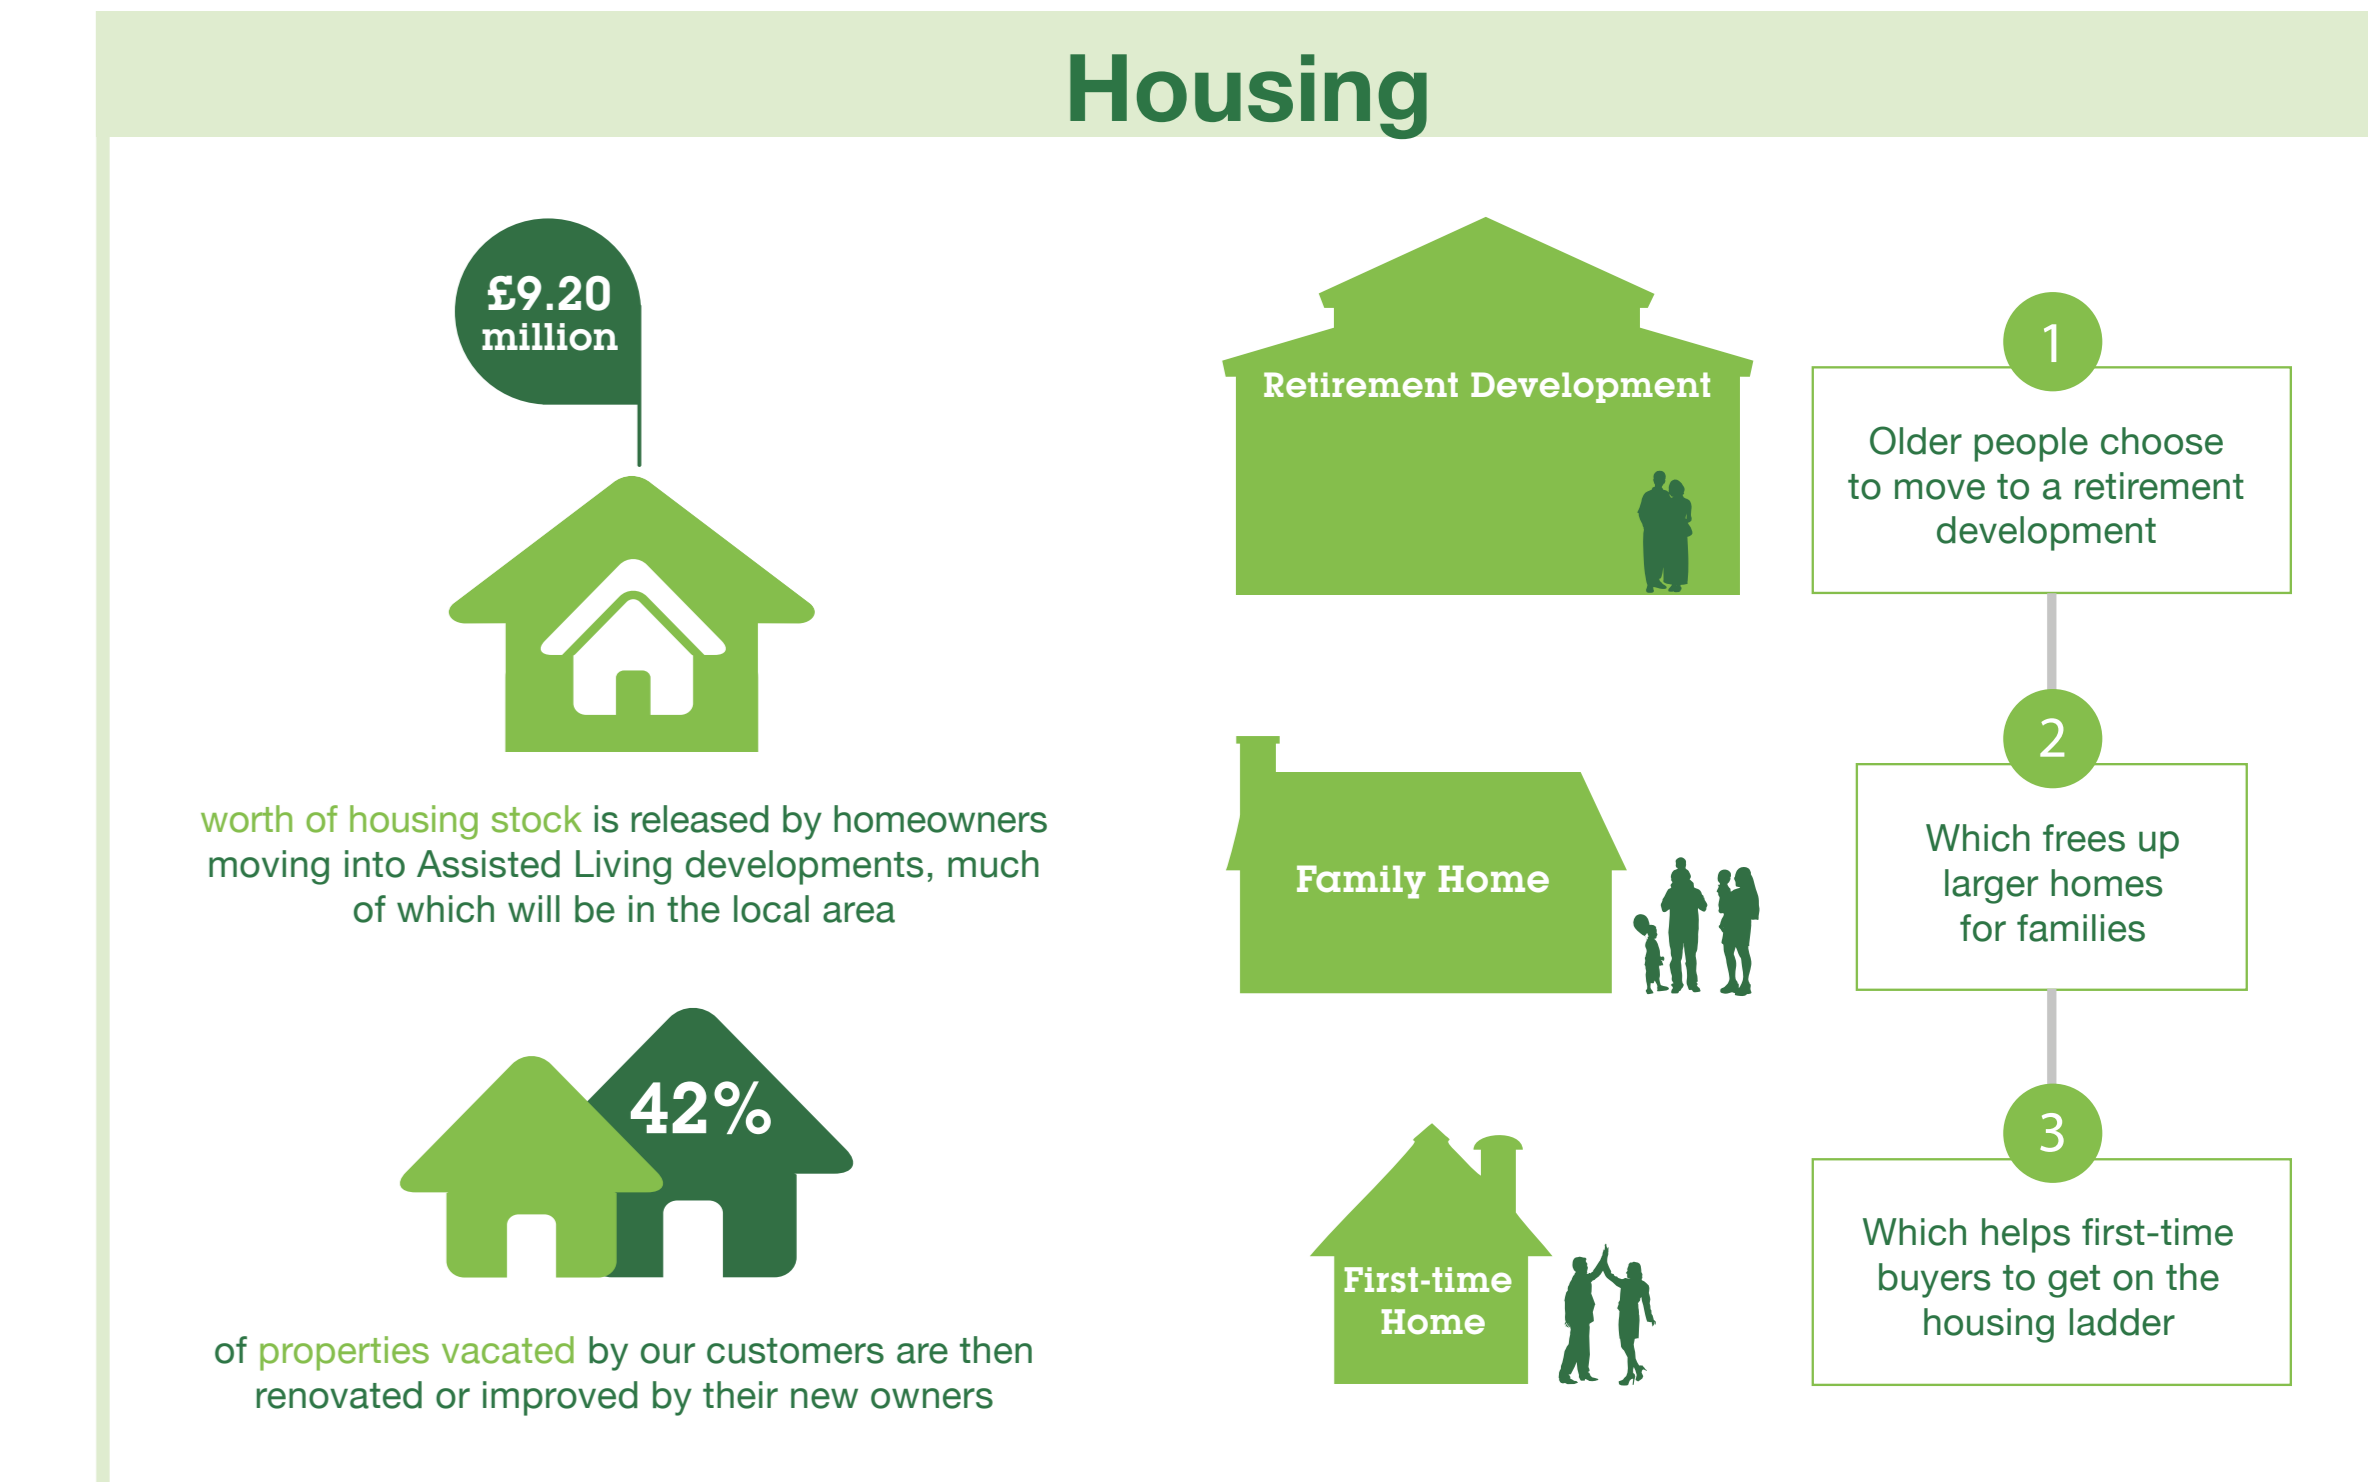 Housing
£9.20
million
worth of housing stock is released by homeowners
moving into Assisted Living developments, much
of which will be in the local area
42%
of properties vacated by our customers are then
renovated or improved by their new owners
Retirement Development
1
Older people choose
to move to a retirement
development
Family Home
2
Which frees up
larger homes
for families
First-time
Home
3
Which helps first-time
buyers to get on the
housing ladder